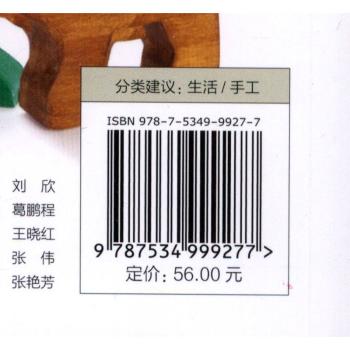 分类建议：生活/手工
ISBN 978-7-5349-9927-7
9 787534 999277>
定价：56.00 元
刘 欣
葛鹏程
王晓红
张 伟
张艳芳